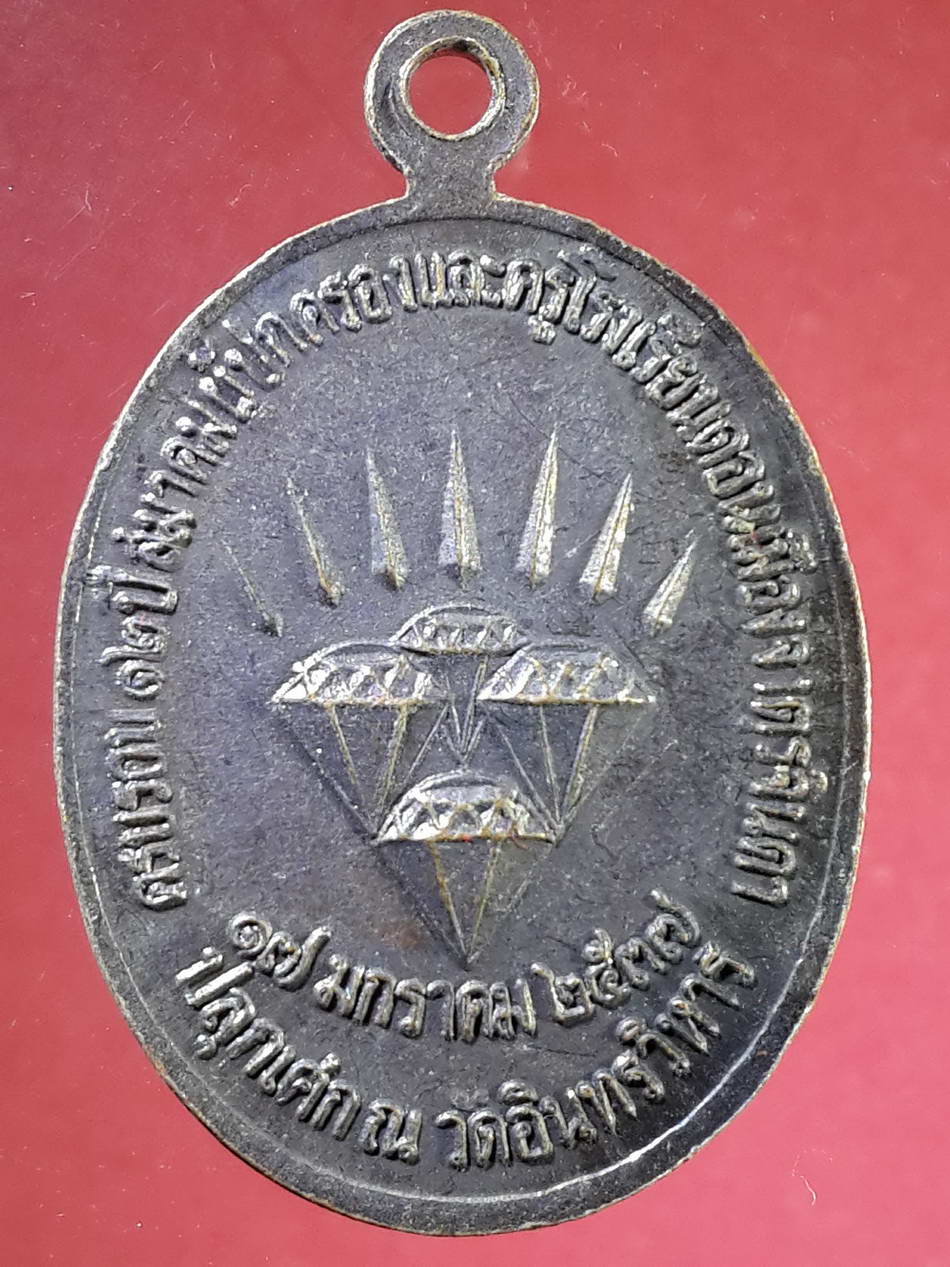 ครบรอบ ๑๒ ปี สมาคมผู้ปกครองและครูโรงเรียนดอนเมืองจาตุรจินดา
๑๗ มกราคม ๒๕๓๗
ปลุกเศก ณ วัดอินทรวิหาร